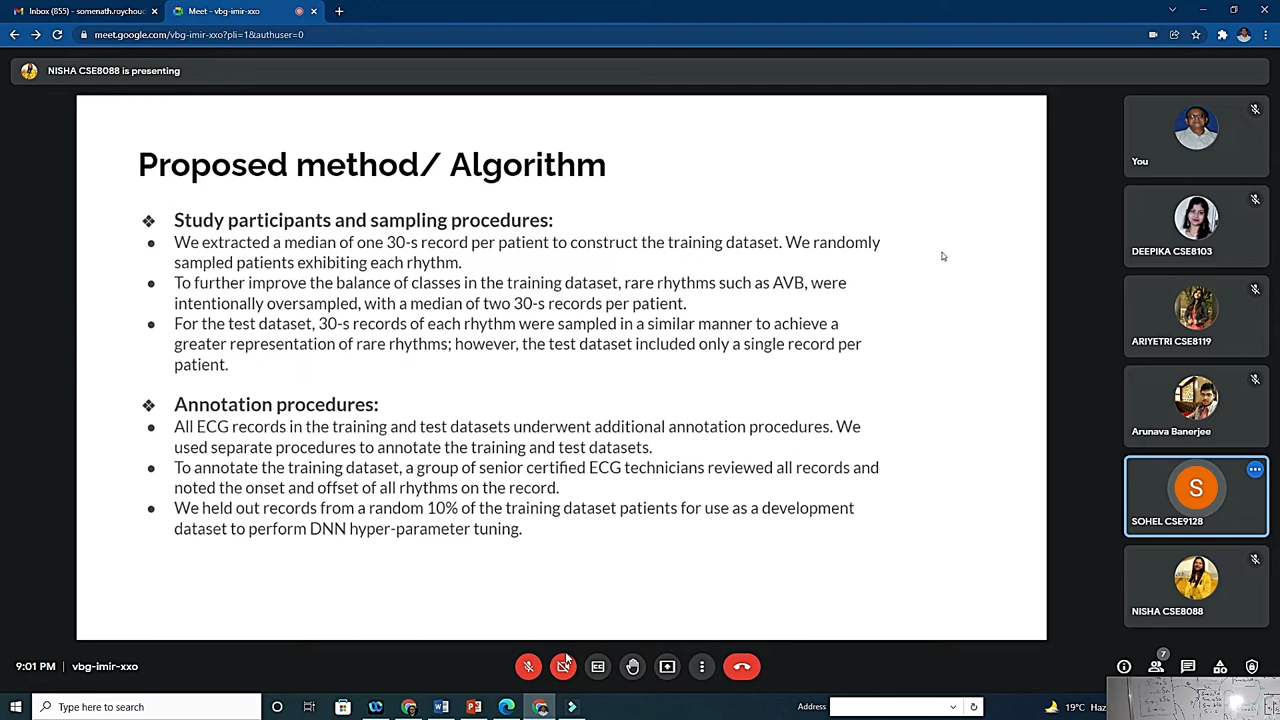 Inbox (855) - somenath.roychou
Meet - vbg-imir-xxo
meet.google.com/vbg-imir-xxo?pli=1&authuser=0
NISHA CSE8088 is presenting
Proposed method/ Algorithm
Study participants and sampling procedures:
We extracted a median of one 30-s record per patient to construct the training dataset. We randomly
sampled patients exhibiting each rhythm.
To further improve the balance of classes in the training dataset, rare rhythms such as AVB, were
intentionally oversampled, with a median of two 30-s records per patient.
For the test dataset, 30-s records of each rhythm were sampled in a similar manner to achieve a
greater representation of rare rhythms; however, the test dataset included only a single record per
patient.
Annotation procedures:
All ECG records in the training and test datasets underwent additional annotation procedures. We
used separate procedures to annotate the training and test datasets.
To annotate the training dataset, a group of senior certified ECG technicians reviewed all records and
noted the onset and offset of all rhythms on the record.
We held out records from a random 10% of the training dataset patients for use as a development
dataset to perform DNN hyper-parameter tuning.
You
DEEPIKA CSE8103
ARIYETRI CSE8119
Arunava Banerjee
S
SOHEL CSE9128
NISHA CSE8088
9:01 PM | vbg-imir-xxo
7
Type here to search
Address
19°C Haz